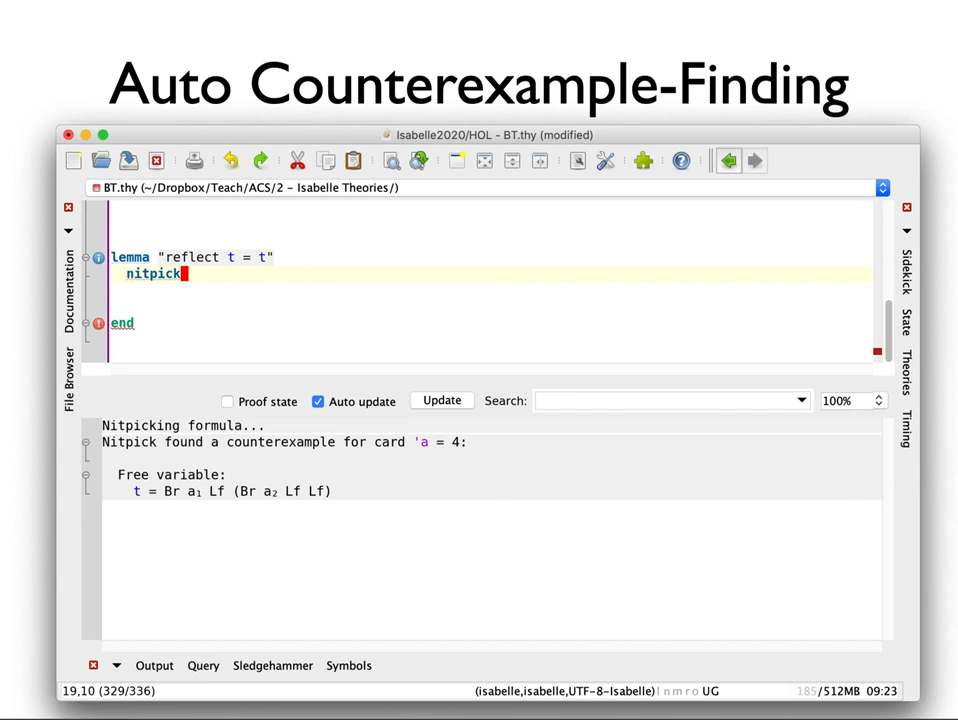 Auto Counterexample-Finding
Isabelle2020/HOL - BT.thy (modified)
BT.thy (~/Dropbox/Teach/ACS/2 - Isabelle Theories/)
lemma "reflect t = t"
nitpick
end
Documentation
File Browser
Sidekick
State
Theories
Timing
Proof state
Auto update
Update
Search:
100%
Nitpicking formula...
Nitpick found a counterexample for card 'a = 4:
Free variable:
t = Br a₁ Lf (Br a₂ Lf Lf)
Output Query Sledgehammer Symbols
19,10 (329/336) (isabelle,isabelle,UTF-8-Isabelle) l n m r o UG 185/512MB 09:23